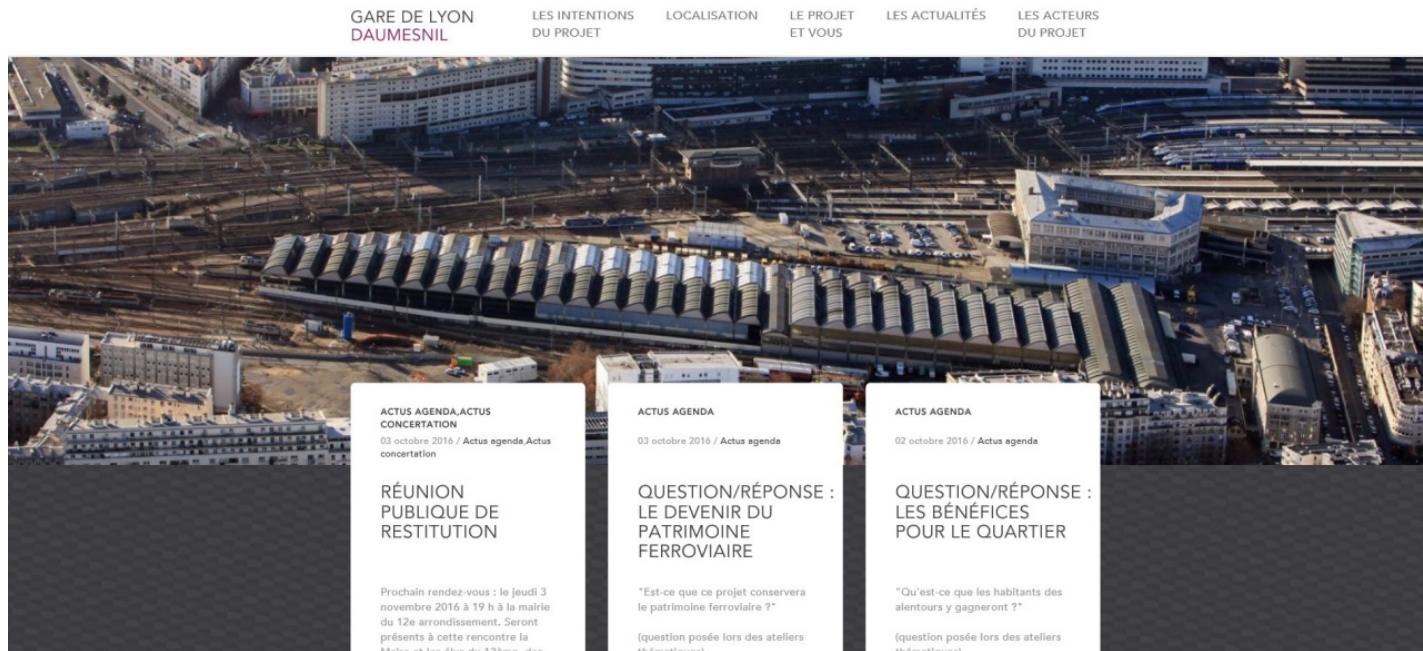 GARE DE LYON
DAUMESNIL
LES INTENTIONS
DU PROJET
LOCALISATION
LE PROJET
ET VOUS
LES ACTUALITÉS
LES ACTEURS
DU PROJET
ACTUS AGENDA,ACTUS
CONCERTATION
03 octobre 2016 / Actus agenda,Actus
concertation
RÉUNION
PUBLIQUE DE
RESTITUTION
Prochain rendez-vous : le jeudi 3
novembre 2016 à 19 h à la mairie
du 12e arrondissement. Seront
présents à cette rencontre la
ACTUS AGENDA
03 octobre 2016 / Actus agenda
QUESTION/RÉPONSE :
LE DEVENIR DU
PATRIMOINE
FERROVIAIRE
"Est-ce que ce projet conservera
le patrimoine ferroviaire ?"
(question posée lors des ateliers
ACTUS AGENDA
02 octobre 2016 / Actus agenda
QUESTION/RÉPONSE :
LES BÉNÉFICES
POUR LE QUARTIER
"Qu'est-ce que les habitants des
alentours y gagneront ?"
(question posée lors des ateliers